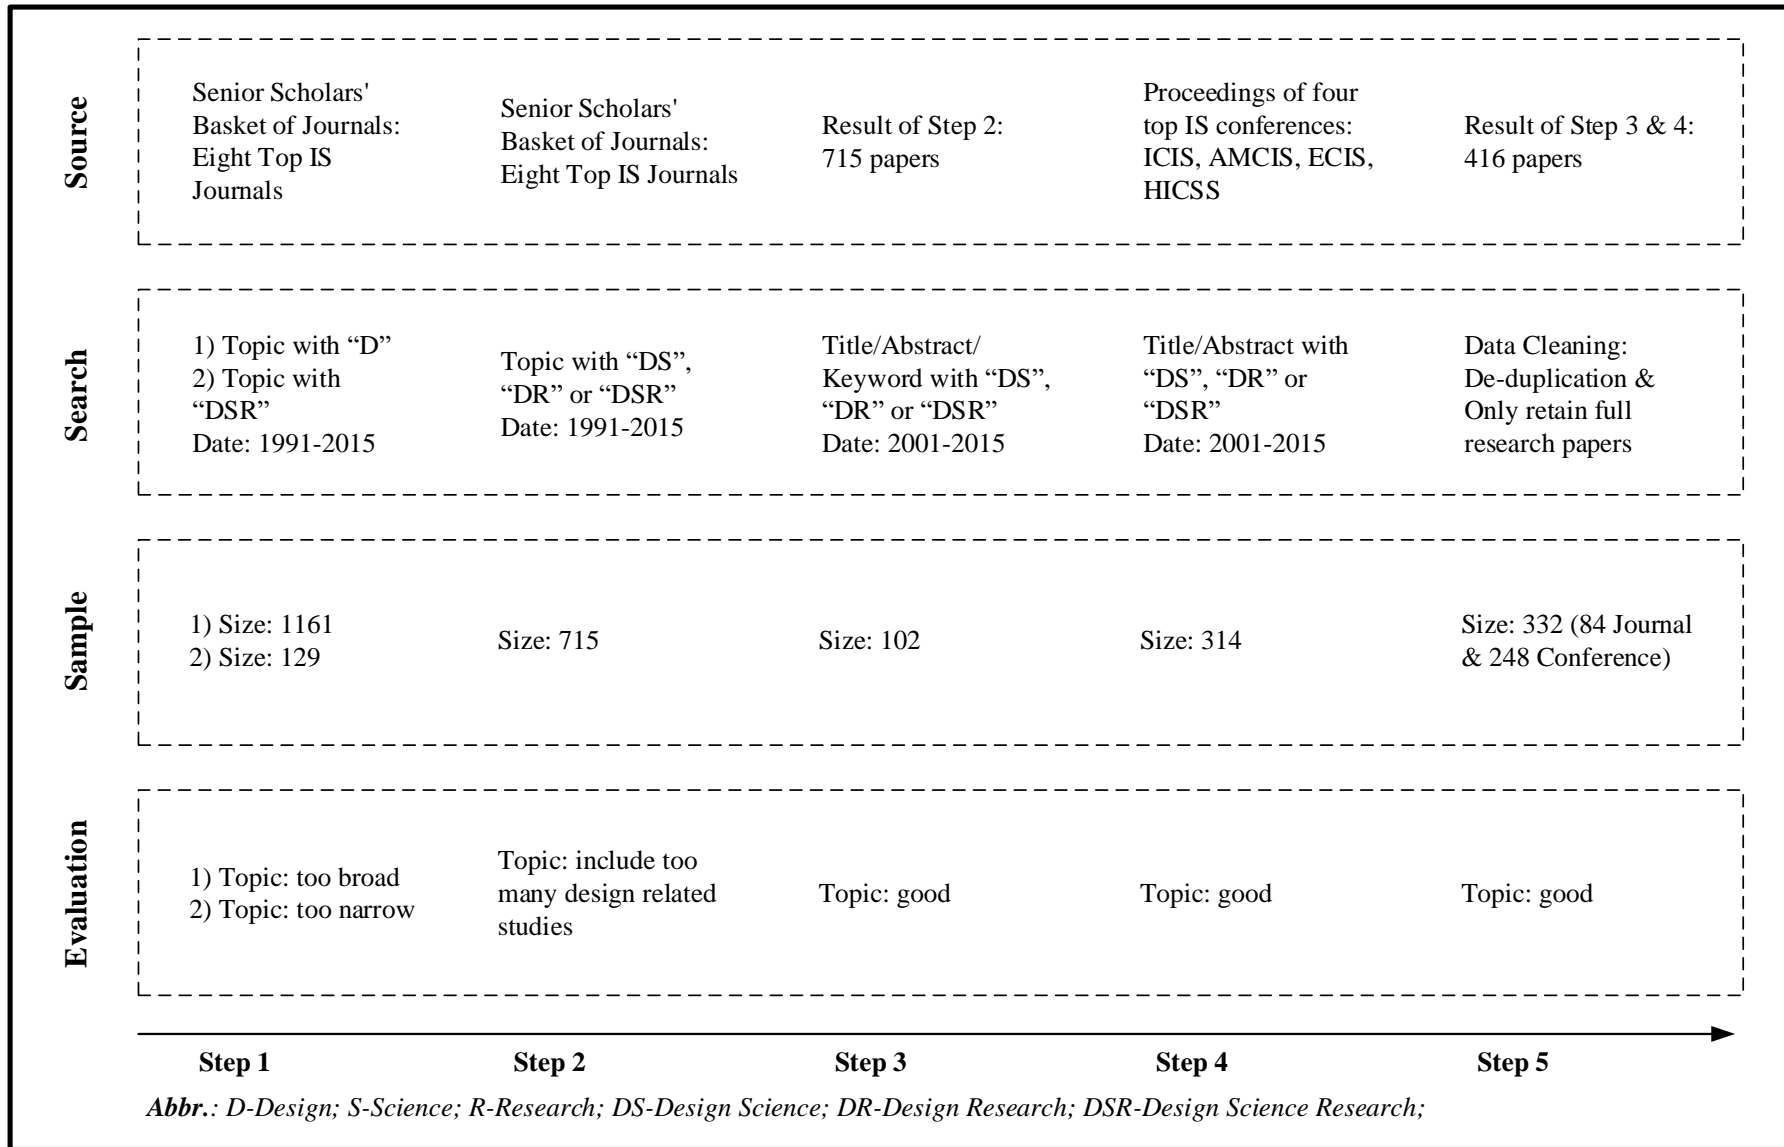 Source
Senior Scholars'
Basket of Journals:
Eight Top IS
Journals
Senior Scholars'
Basket of Journals:
Eight Top IS Journals
Result of Step 2:
715 papers
Proceedings of four
top IS conferences:
ICIS, AMCIS, ECIS,
HICSS
Result of Step 3 & 4:
416 papers
Search
1) Topic with “D”
2) Topic with
“DSR”
Date: 1991-2015
Topic with “DS”,
“DR” or “DSR”
Date: 1991-2015
Title/Abstract/
Keyword with “DS”,
“DR” or “DSR”
Date: 2001-2015
Title/Abstract with
“DS”, “DR” or
“DSR”
Date: 2001-2015
Data Cleaning:
De-duplication &
Only retain full
research papers
Sample
1) Size: 1161
2) Size: 129
Size: 715
Size: 102
Size: 314
Size: 332 (84 Journal
& 248 Conference)
Evaluation
1) Topic: too broad
2) Topic: too narrow
Topic: include too
many design related
studies
Topic: good
Topic: good
Topic: good
Step 1
Step 2
Step 3
Step 4
Step 5
Abbr.: D-Design; S-Science; R-Research; DS-Design Science; DR-Design Research; DSR-Design Science Research;